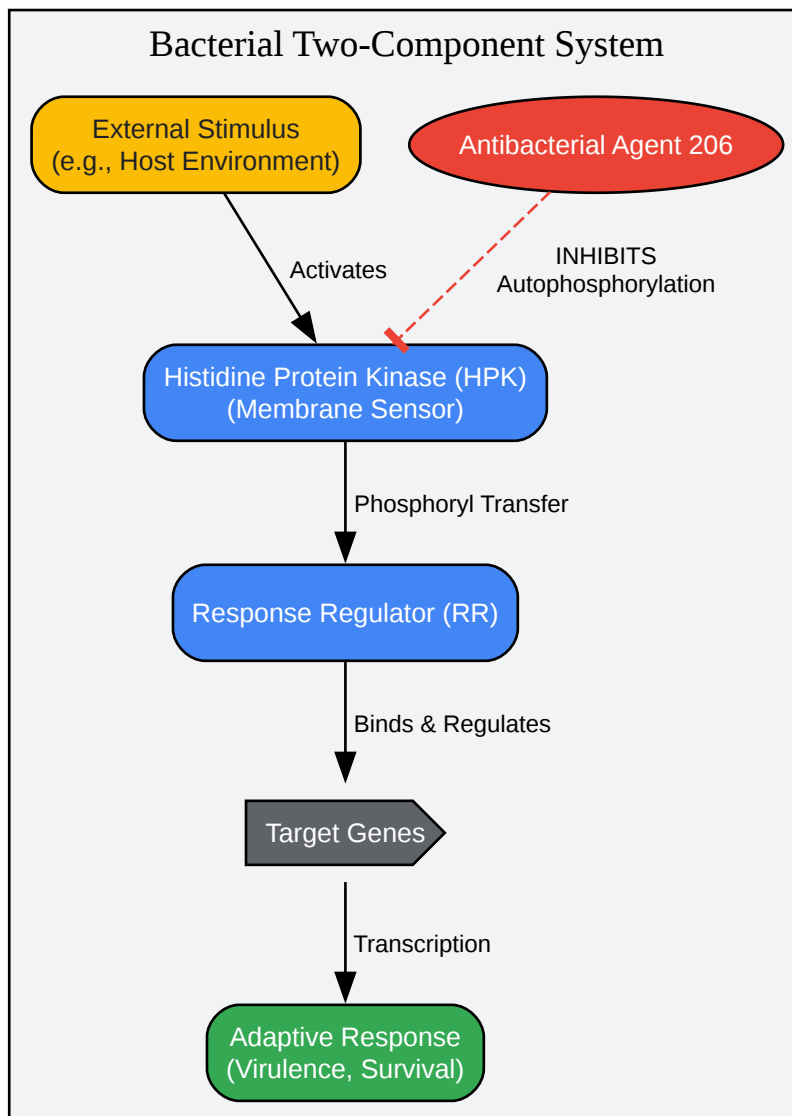 Bacterial Two-Component System
External Stimulus
(e.g., Host Environment)
Antibacterial Agent 206
Activates
INHIBITS
Autophosphorylation
Histidine Protein Kinase (HPK)
(Membrane Sensor)
Phosphoryl Transfer
Response Regulator (RR)
Binds & Regulates
Target Genes
Transcription
Adaptive Response
(Virulence, Survival)